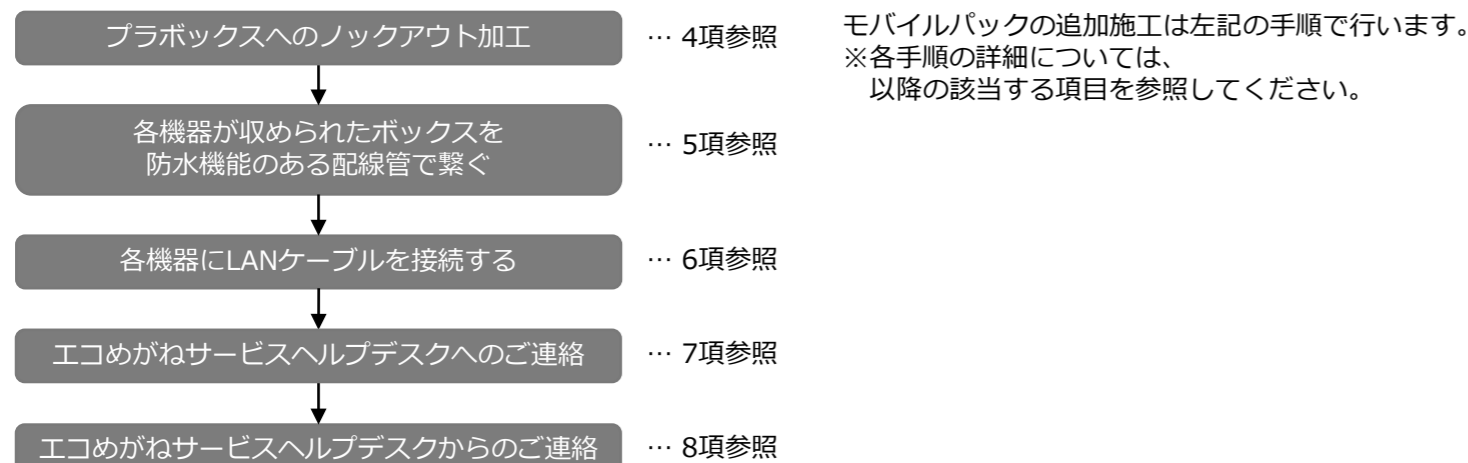 プラボックスへのノックアウト加工
… 4項参照
各機器が収められたボックスを
防水機能のある配線管で繋ぐ
… 5項参照
各機器にLANケーブルを接続する
… 6項参照
エコめがねサービスヘルプデスクへのご連絡
… 7項参照
エコめがねサービスヘルプデスクからのご連絡
… 8項参照
モバイルパックの追加施工は左記の手順で行います。
※各手順の詳細については、
以降の該当する項目を参照してください。